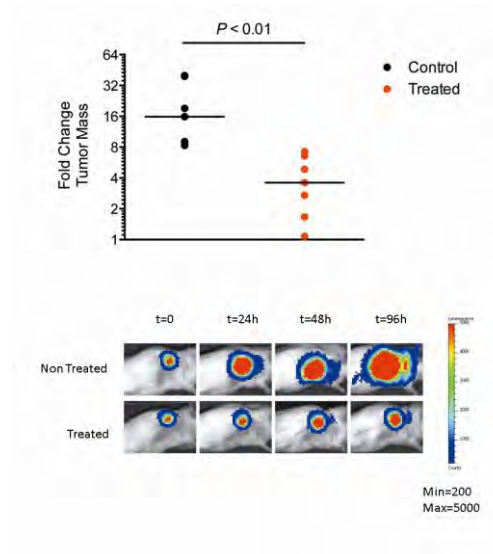 P < 0.01
64
32
16
8
4
2
1
Fold Change
Tumor Mass
Control
Treated
t=0
t=24h
t=48h
t=96h
Non Treated
Treated
Min=200
Max=5000